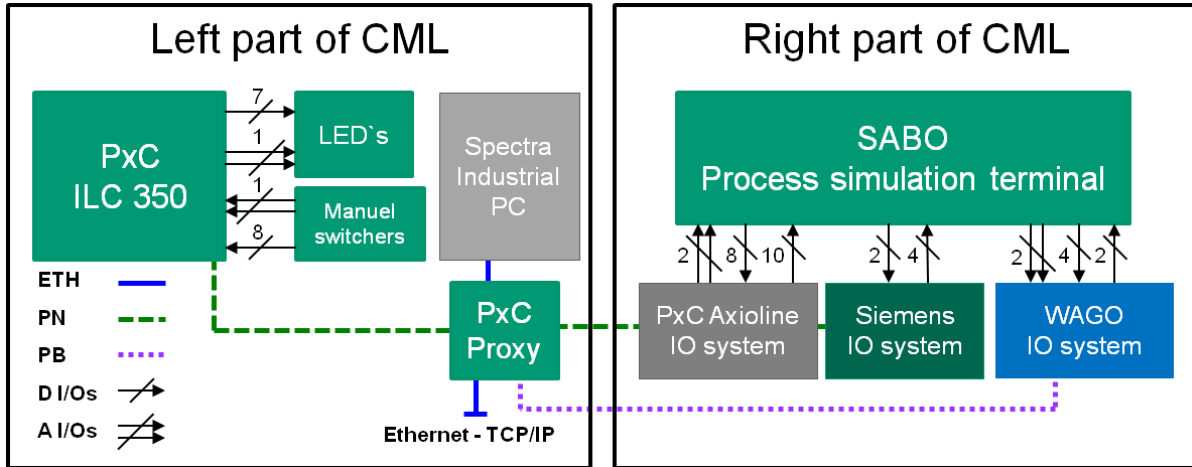 Left part of CML
PxC
ILC 350
7
1
1
8
LED`s
Manuel
switchers
Spectra
Industrial
PC
PxC
Proxy
ETH
PN
PB
D I/Os
A I/Os
Ethernet - TCP/IP
Right part of CML
SABO
Process simulation terminal
2
8
10
2
4
2
4
2
PxC Axioline
IO system
Siemens
IO system
WAGO
IO system